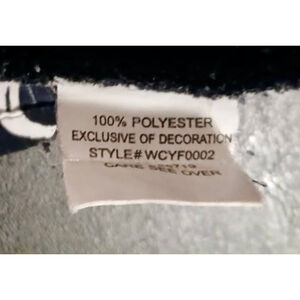 100% POLYESTER
EXCLUSIVE OF DECORATION
STYLE# WCYF0002
CARE SEE OVER